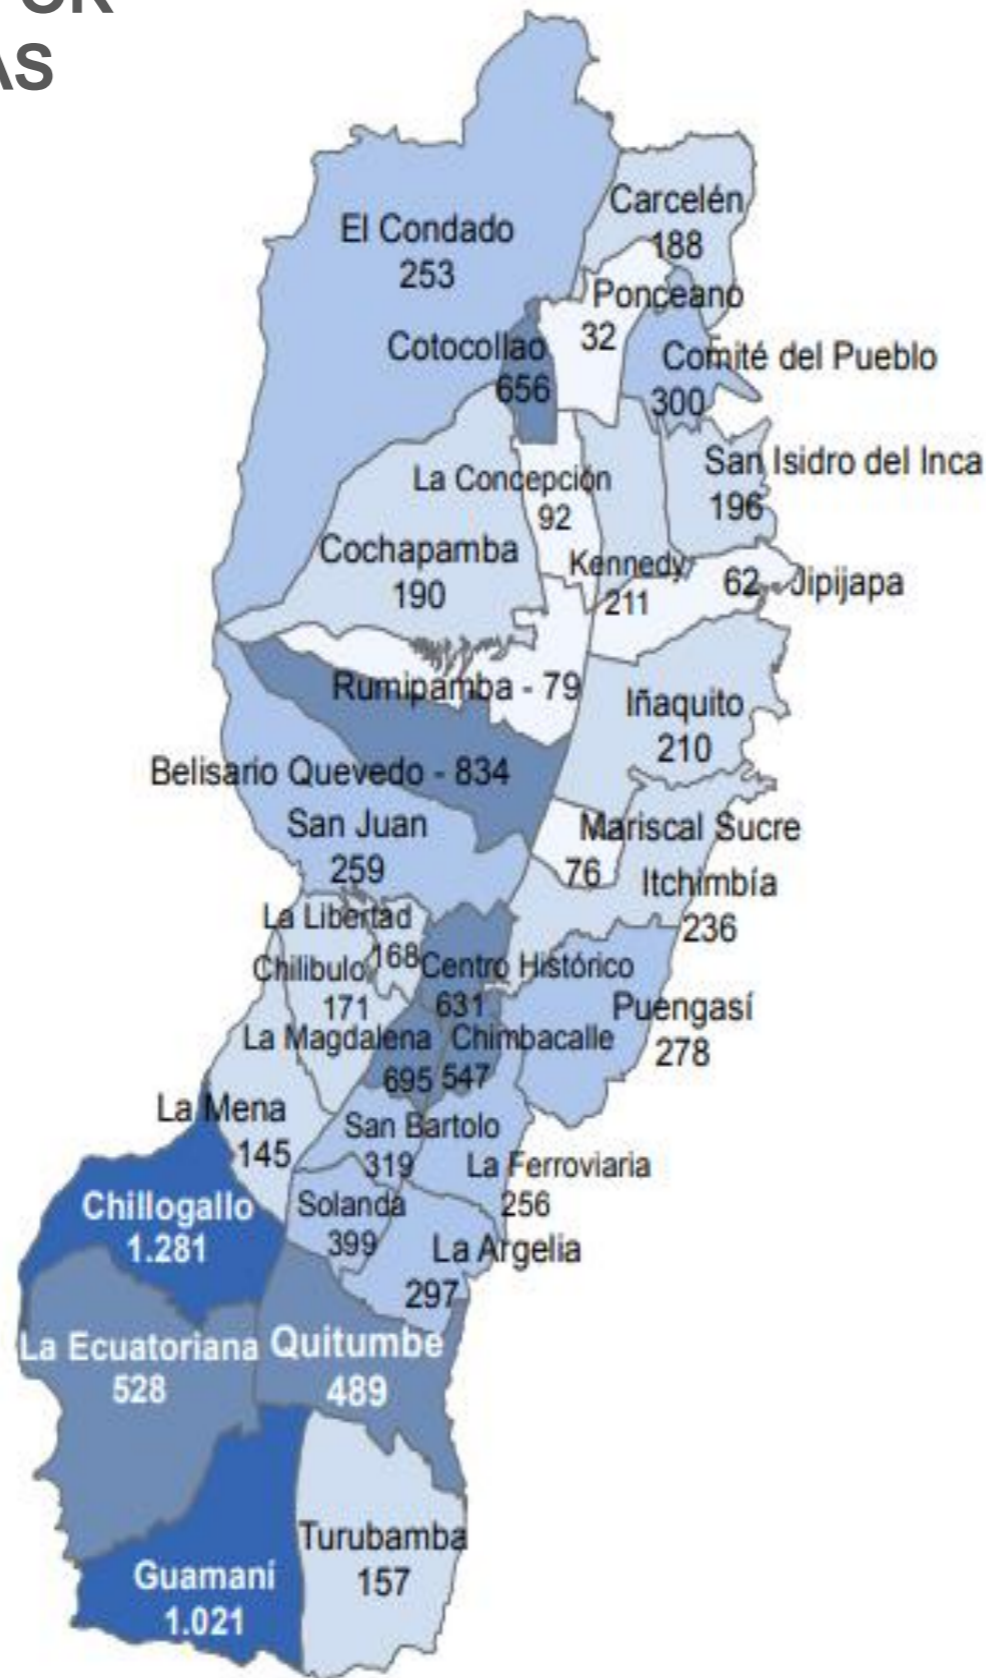 AS
El Condado
253
Carcelén
188
Ponceano
32
Cotocollao
656
Comité del Pueblo
300
La Concepción
92
San Isidro del Inca
196
Cochapamba
190
Kennedy
211
62 Jipijapa
Rumipamba - 79
Iñaquito
210
Belisario Quevedo - 834
San Juan
259
Mariscal Sucre
76
Itchimbía
236
La Libertad
168
Chilibulo
171
Centro Histórico
631
Puengasí
278
La Magdalena
695
Chimbacalle
547
La Mena
145
San Bartolo
319
La Ferroviaria
256
Chillogallo
1.281
Solanda
399
La Argelia
297
La Ecuatoriana
528
Quitumbe
489
Turubamba
157
Guamaní
1.021